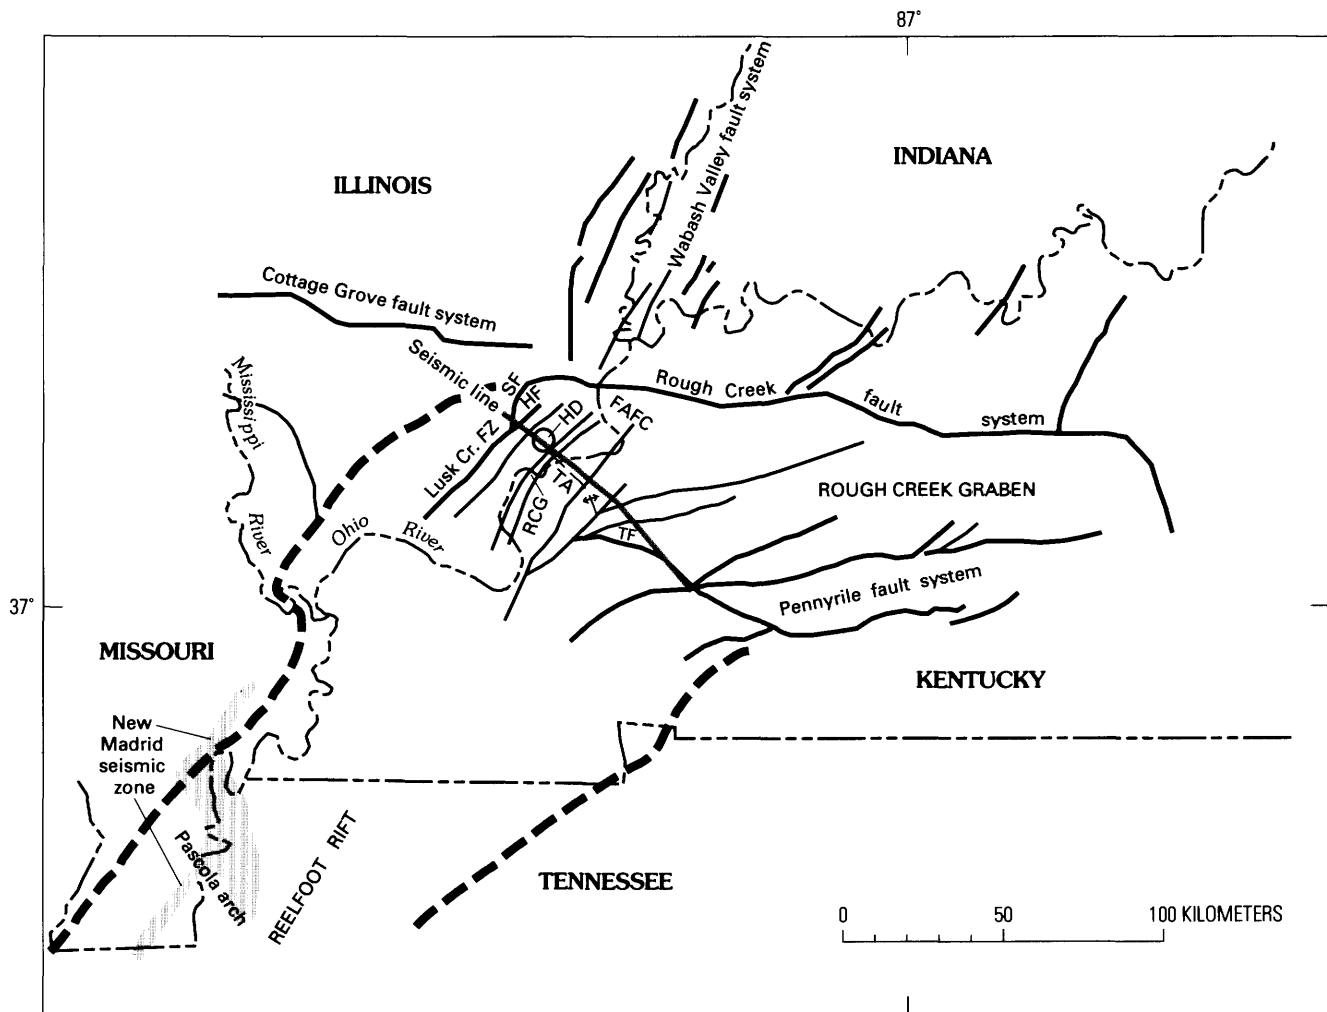 87°
INDIANA
ILLINOIS
Wabash Valley fault system
Cottage Grove fault system
Seismic line
Mississippi
River
SF
HF
HD
FAFC
Rough Creek
fault
system
Lusk Cr. FZ
TA
RCG
ROUGH CREEK GRABEN
Ohio
River
TF
Pennyrile fault system
37°
MISSOURI
KENTUCKY
New
Madrid
seismic
zone
Pascola arch
REELFOOT RIFT
TENNESSEE
0 50 100 KILOMETERS